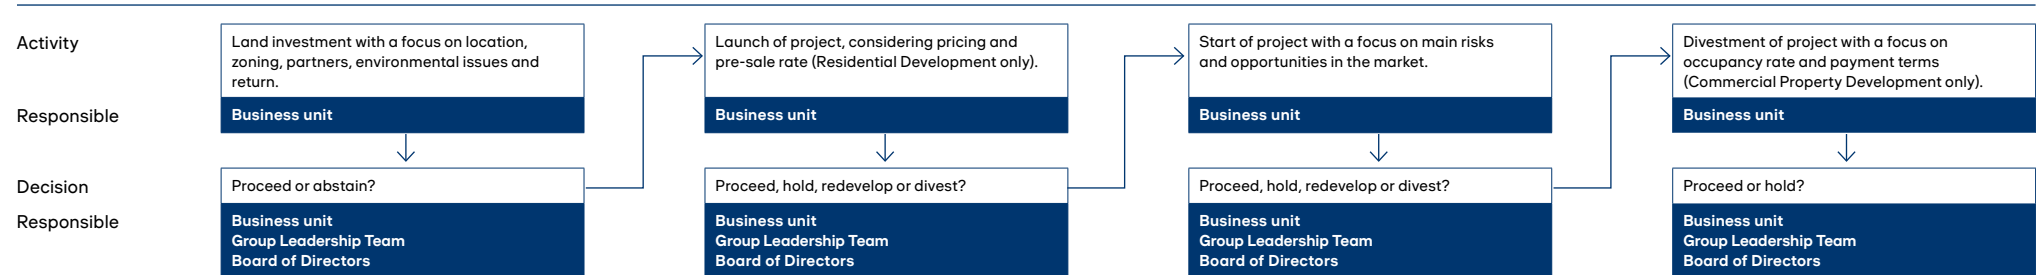 Activity
Land investment with a focus on location,
zoning, partners, environmental issues and
return.
Launch of project, considering pricing and
pre-sale rate (Residential Development only).
Start of project with a focus on main risks
and opportunities in the market.
Divestment of project with a focus on
occupancy rate and payment terms
(Commercial Property Development only).
Responsible
Business unit
Business unit
Business unit
Business unit
Decision
Proceed or abstain?
Proceed, hold, redevelop or divest?
Proceed, hold, redevelop or divest?
Proceed or hold?
Responsible
Business unit
Group Leadership Team
Board of Directors
Business unit
Group Leadership Team
Board of Directors
Business unit
Group Leadership Team
Board of Directors
Business unit
Group Leadership Team
Board of Directors